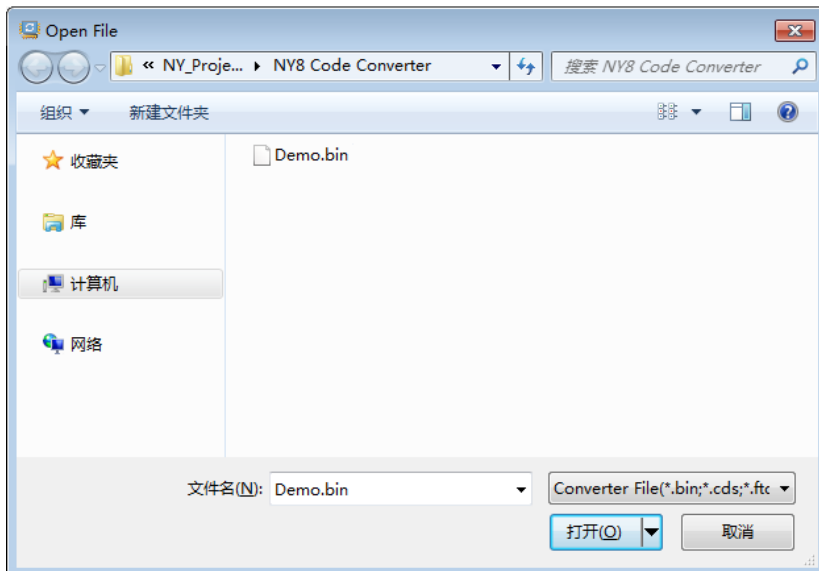 Open File
« NY_Proje... ▸ NY8 Code Converter
搜索 NY8 Code Converter
组织 新建文件夹
收藏夹
Demo.bin
库
计算机
网络
文件名(N): Demo.bin
Converter File(*.bin;*.cds;*.ftc
打开(O) 取消